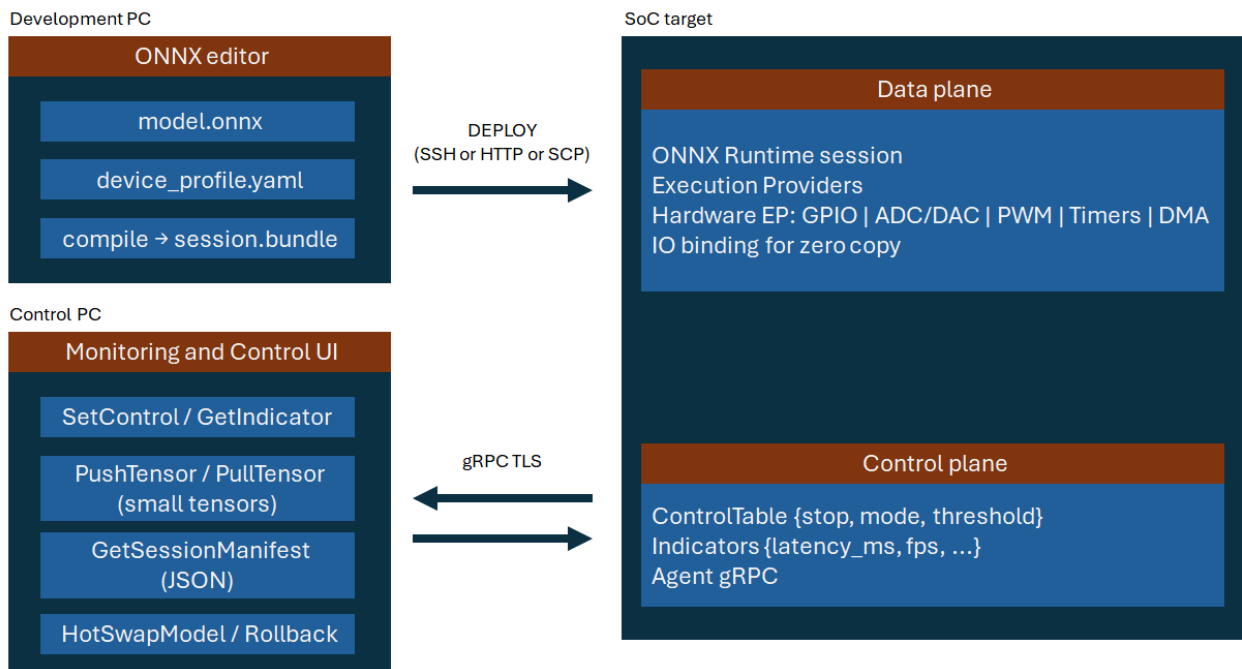 Development PC
ONNX editor
model.onnx
device_profile.yaml
compile → session.bundle
DEPLOY
(SSH or HTTP or SCP)
SoC target
Data plane
ONNX Runtime session
Execution Providers
Hardware EP: GPIO | ADC/DAC | PWM | Timers | DMA
IO binding for zero copy
Control PC
Monitoring and Control UI
SetControl / GetIndicator
PushTensor / PullTensor
(small tensors)
GetSessionManifest
(JSON)
HotSwapModel / Rollback
gRPC TLS
Control plane
ControlTable {stop, mode, threshold}
Indicators {latency_ms, fps, ...}
Agent gRPC